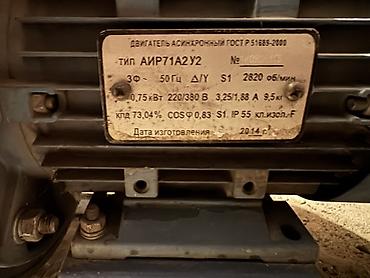 ДВИГАТЕЛЬ АСИНХРОННЫЙ ГОСТ Р 51689-2000
ТИП АИР71А2У2 №
3Ф~ 50Гц Δ/Y S1 2820 об/мин
0,75кВт 220/380 В 3,25/1,88 А 9,5кг
кпд 73,04% COSφ 0,83 S1. IP 55 кл.изол.-F
Дата изготовления 2014 г.